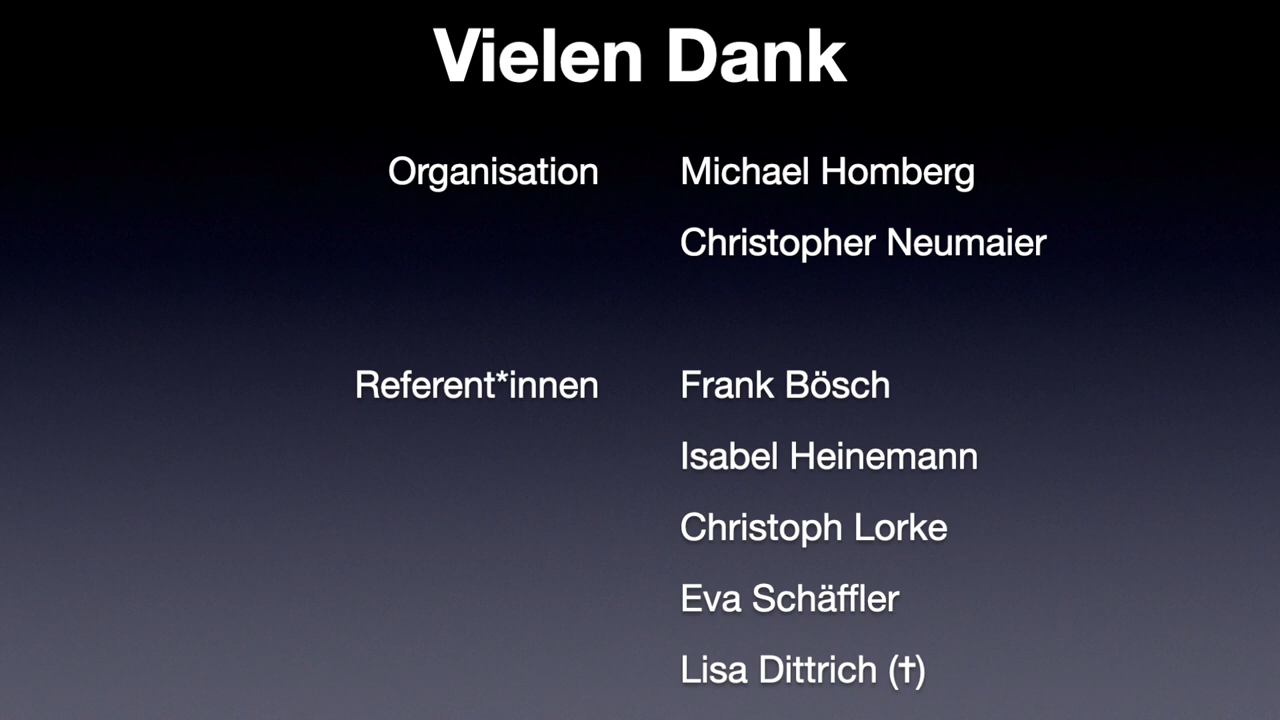 Vielen Dank
Organisation Michael Homberg
Christopher Neumaier
Referent*innen Frank Bösch
Isabel Heinemann
Christoph Lorke
Eva Schäffler
Lisa Dittrich (†)